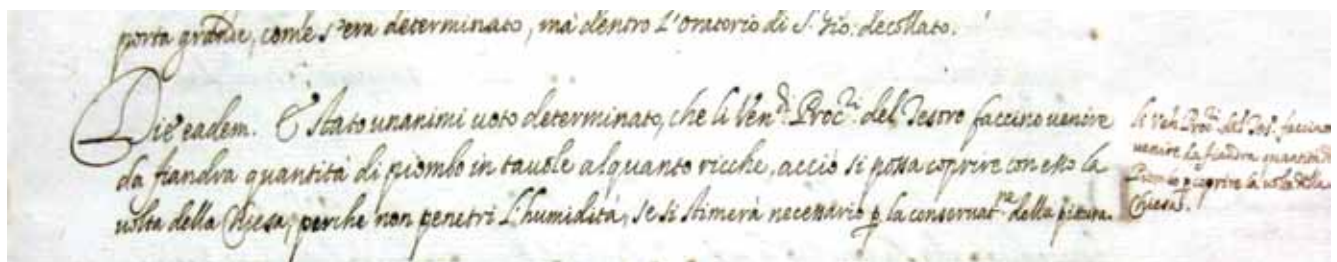 porta grande, come s'era determinato, mà dentro L'oratorio di S. Gio: decollato.
Die eadem. È stato unanimi voto determinato, che li Ven.di Proc.ri del Tesoro faccino venire
da fiandra quantità di piombo in tavole alquanto ricche, acciò si possa coprire con esso la
volta della Chiesa, perche non penetri L'humidità, se si stimerà necessario p la conservat.ne della pittura.
li Ven. Proc.ri del Tes. faccino
venire da fiandra quantità di
Piombo p coprire la volta della
Chiesa.